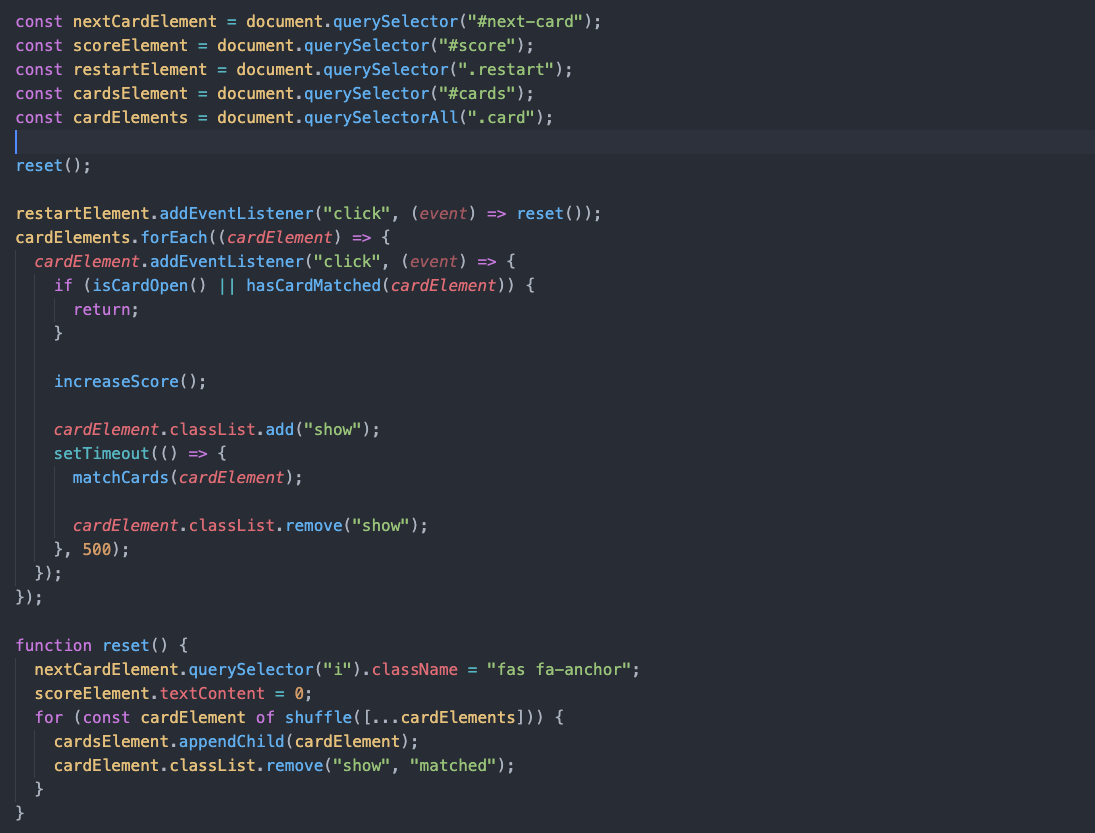 const nextCardElement = document.querySelector("#next-card");
const scoreElement = document.querySelector("#score");
const restartElement = document.querySelector(".restart");
const cardsElement = document.querySelector("#cards");
const cardElements = document.querySelectorAll(".card");

reset();

restartElement.addEventListener("click", (event) => reset());
cardElements.forEach((cardElement) => {
  cardElement.addEventListener("click", (event) => {
    if (isCardOpen() || hasCardMatched(cardElement)) {
      return;
    }

    increaseScore();

    cardElement.classList.add("show");
    setTimeout(() => {
      matchCards(cardElement);

      cardElement.classList.remove("show");
    }, 500);
  });
});

function reset() {
  nextCardElement.querySelector("i").className = "fas fa-anchor";
  scoreElement.textContent = 0;
  for (const cardElement of shuffle([...cardElements])) {
    cardsElement.appendChild(cardElement);
    cardElement.classList.remove("show", "matched");
  }
}